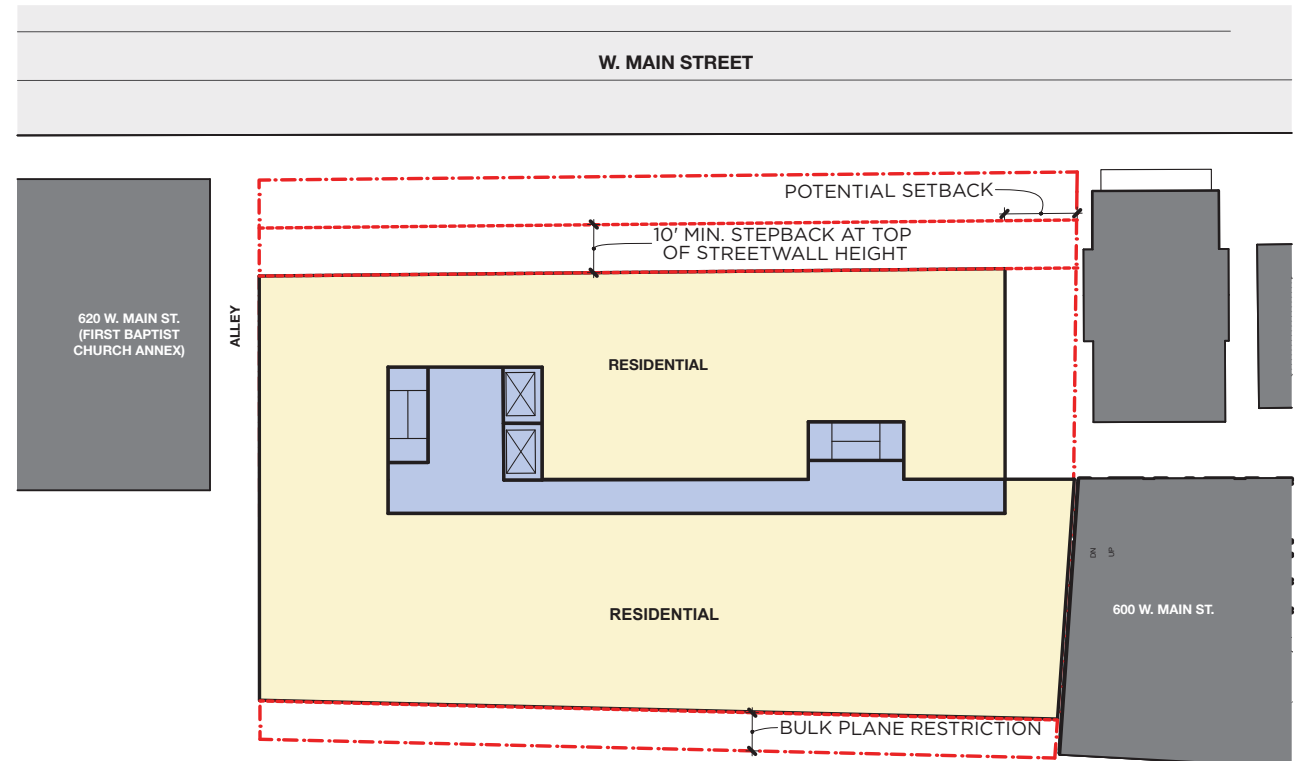 W. MAIN STREET
POTENTIAL SETBACK
10' MIN. STEPBACK AT TOP
OF STREETWALL HEIGHT
620 W. MAIN ST.
(FIRST BAPTIST
CHURCH ANNEX)
ALLEY
RESIDENTIAL
DN
UP
RESIDENTIAL
600 W. MAIN ST.
BULK PLANE RESTRICTION